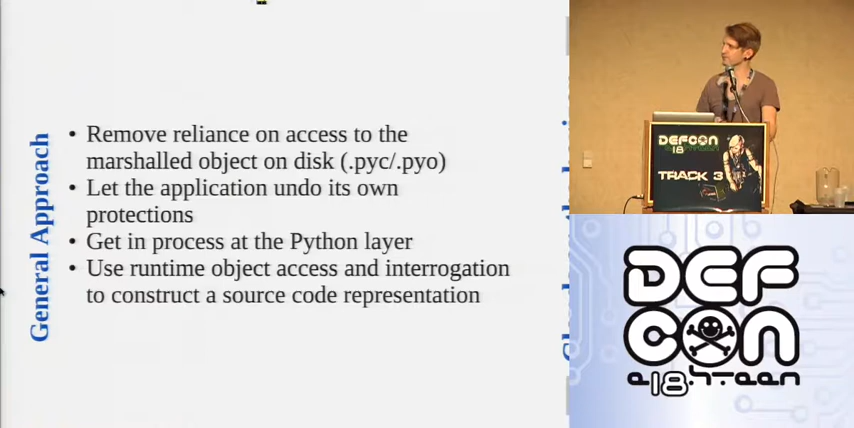 General Approach
• Remove reliance on access to the
marshalled object on disk (.pyc/.pyo)
• Let the application undo its own
protections
• Get in process at the Python layer
• Use runtime object access and interrogation
to construct a source code representation
DEFCON
18
TRACK 3
DEF
CON
18